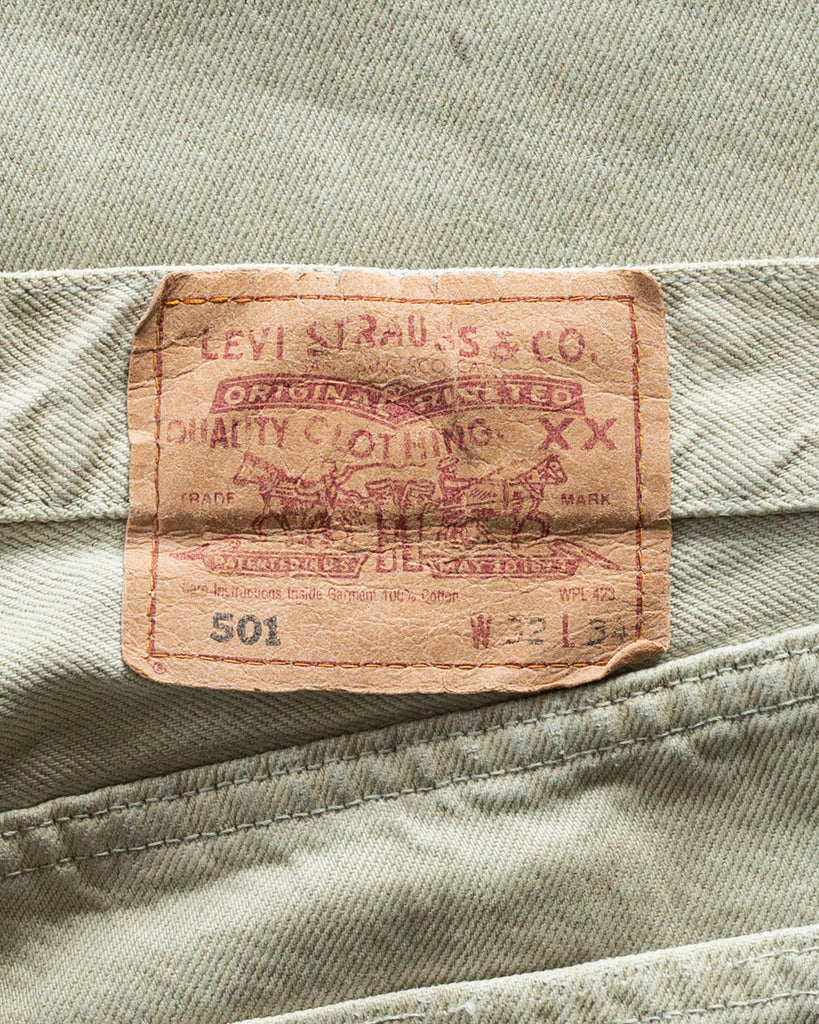 LEVI STRAUSS & CO.
ORIGINAL RIVETED
QUALITY CLOTHING XX
TRADE MARK
Care Instructions Inside Garment 100% Cotton WPL 423
501 W 32 L 34
®